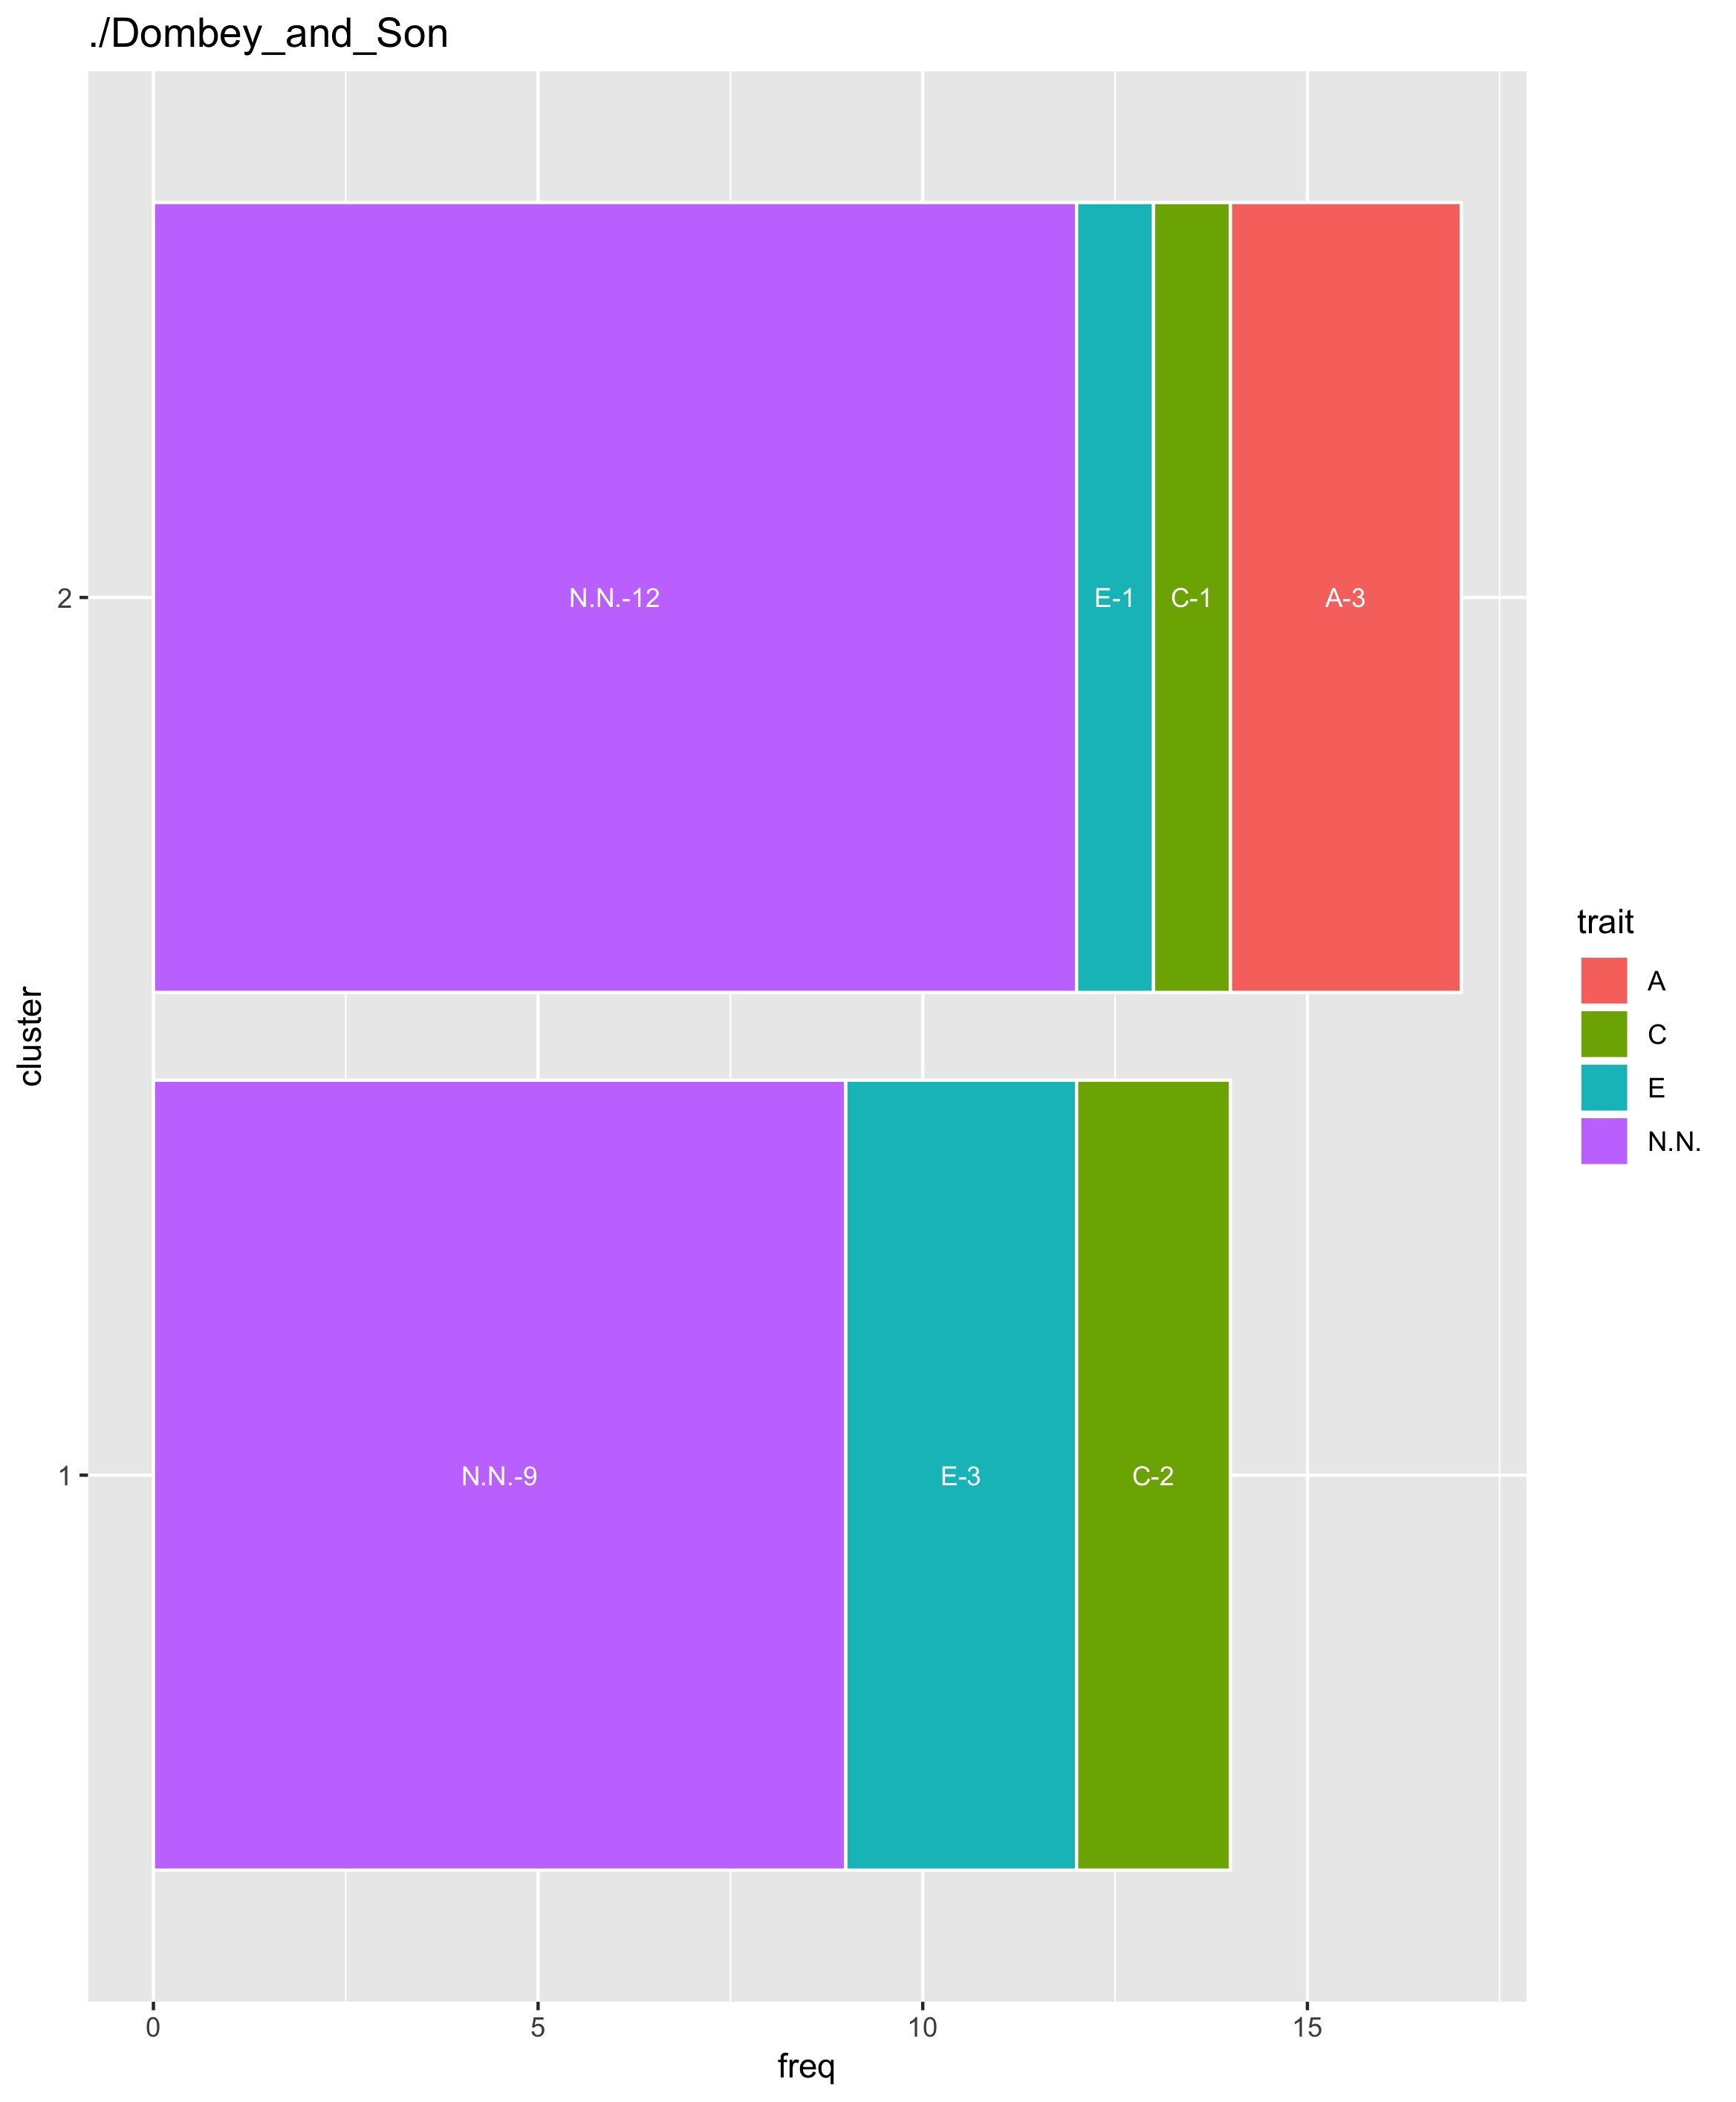 ./Dombey_and_Son
2
N.N.-12
E-1
C-1
A-3
cluster
1
N.N.-9
E-3
C-2
0
5
10
15
freq
trait
A
C
E
N.N.